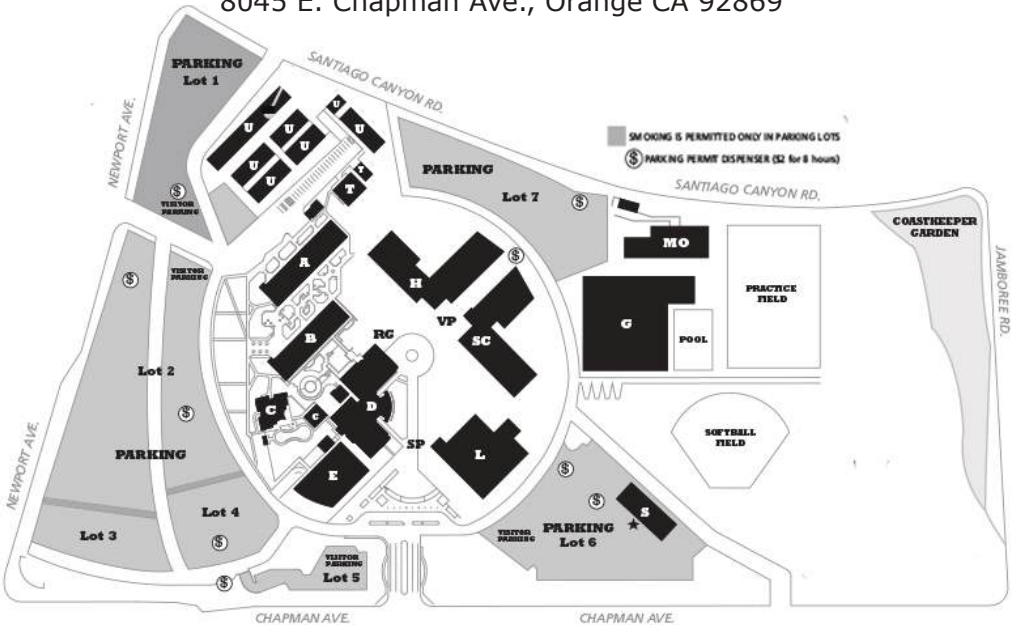 8045 E. Chapman Ave., Orange CA 92869
SANTIAGO CANYON RD.
PARKING
Lot 1
NEWPORT AVE.
U
U
U
U
U
U
U
T
T
$
VISITOR
PARKING
SMOKING IS PERMITTED ONLY IN PARKING LOTS
$ PARKING PERMIT DISPENSER ($2 for 8 hours)
PARKING
Lot 7
$
SANTIAGO CANYON RD.
COASTKEEPER
GARDEN
JAMBOREE RD.
MO
PRACTICE
FIELD
G
POOL
A
H
$
VP
SC
B
RG
$
VISITOR
PARKING
Lot 2
$
PARKING
C
C
D
SP
E
L
SOFTBALL
FIELD
NEWPORT AVE.
Lot 3
Lot 4
$
$
VISITOR
PARKING
Lot 5
$
$
S
VISITOR
PARKING
PARKING
Lot 6
CHAPMAN AVE.
CHAPMAN AVE.